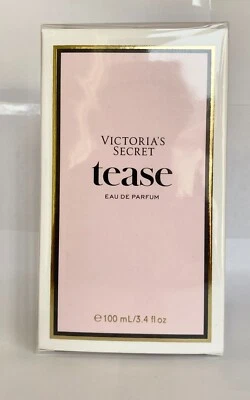 VICTORIA'S
SECRET
tease
EAU DE PARFUM
℮ 100 mL/3.4 fl oz